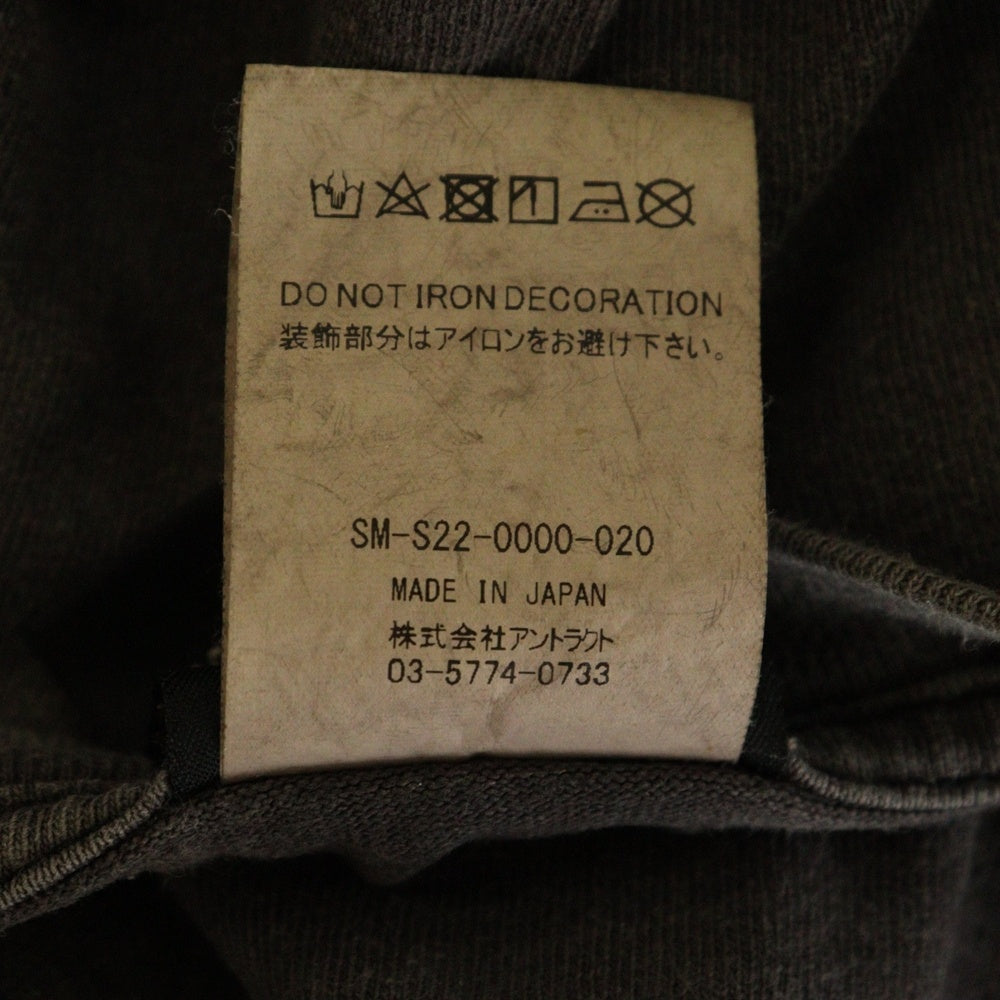 DO NOT IRON DECORATION
装飾部分はアイロンをお避け下さい。
SM-S22-0000-020
MADE IN JAPAN
株式会社アントラクト
03-5774-0733